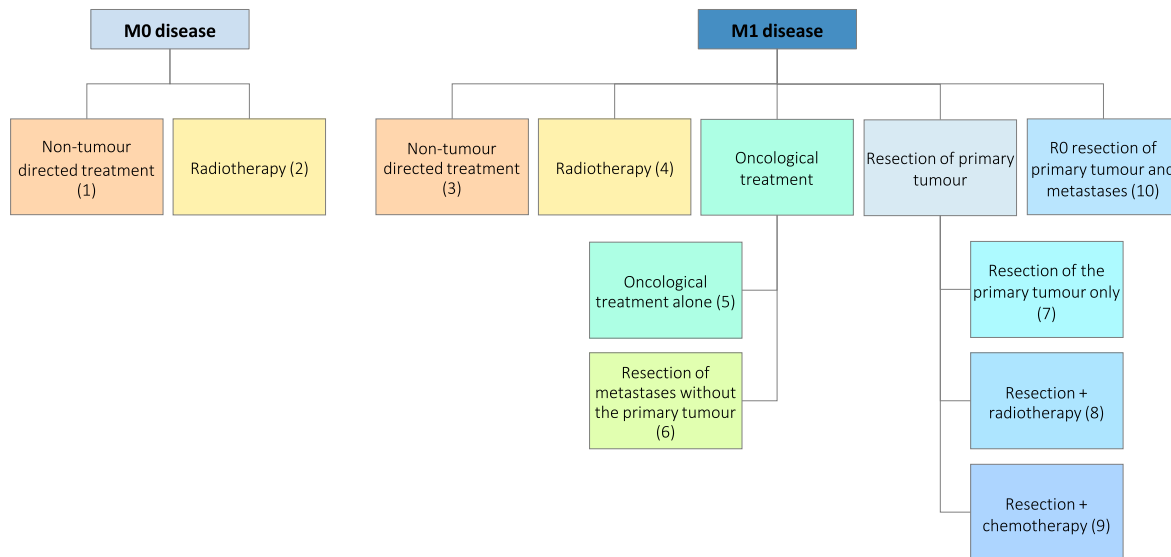 M0 disease
M1 disease
Non-tumour
directed treatment
(1)
Radiotherapy (2)
Non-tumour
directed treatment
(3)
Radiotherapy (4)
Oncological
treatment
Resection of primary
tumour
R0 resection of
primary tumour and
metastases (10)
Oncological
treatment alone (5)
Resection of the
primary tumour only
(7)
Resection of
metastases without
the primary tumour
(6)
Resection +
radiotherapy (8)
Resection +
chemotherapy (9)